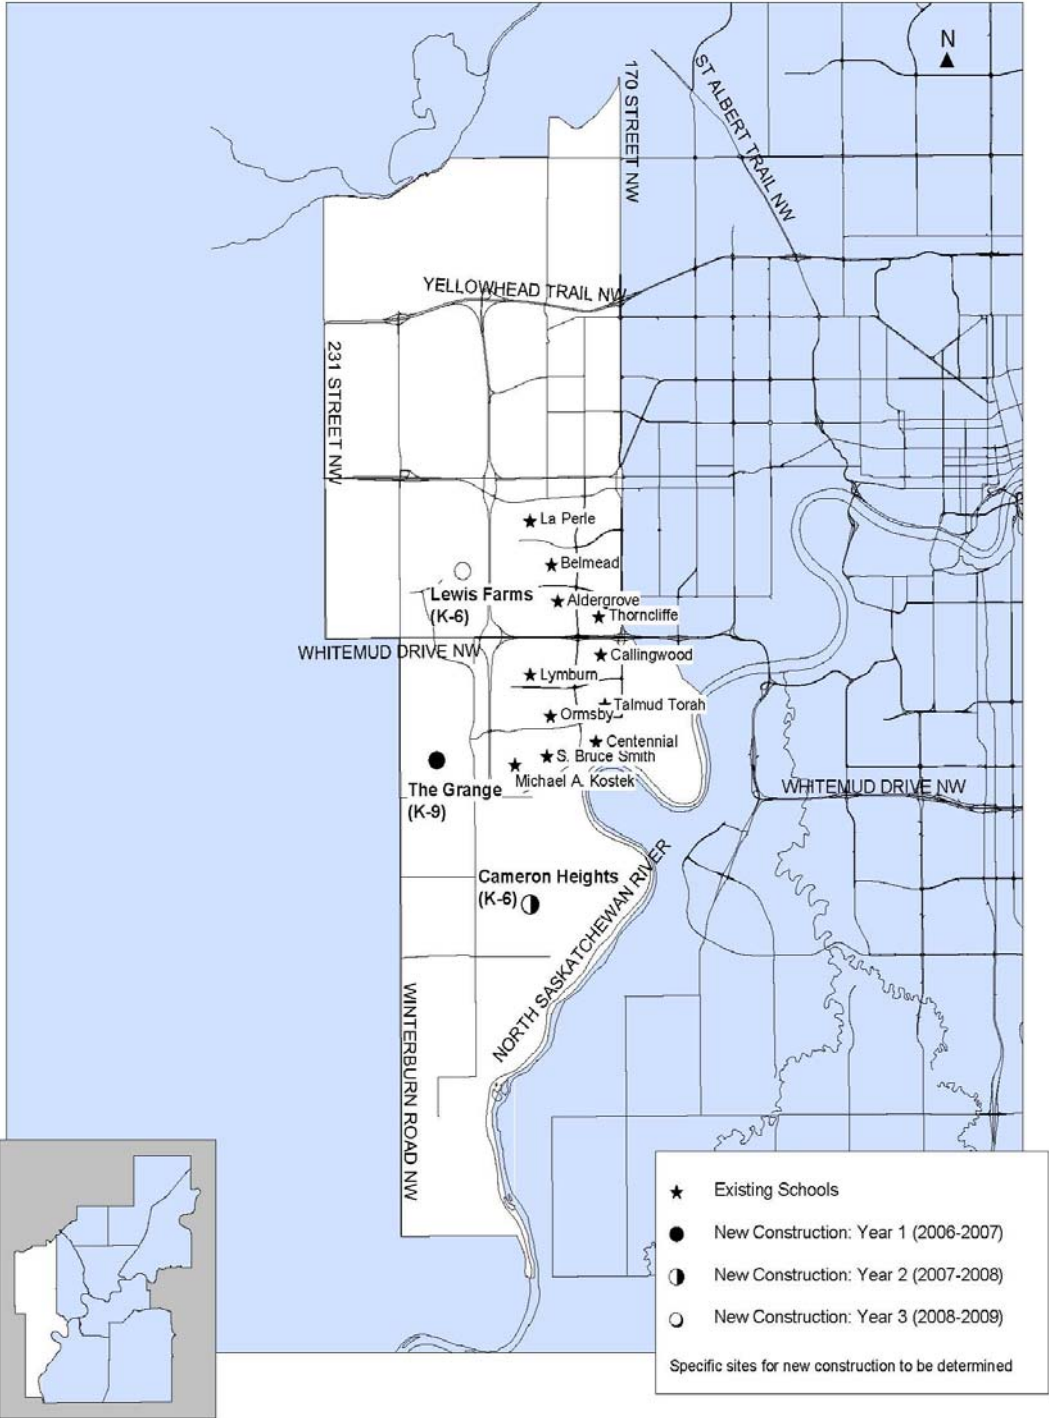 N
170 STREET NW
ST ALBERT TRAIL NW
YELLOWHEAD TRAIL NW
231 STREET NW
La Perle
Belmead
Lewis Farms
(K-6)
Aldergrove
Thorncliffe
WHITEMUD DRIVE NW
Callingwood
Lymburn
Talmud Torah
Ormsby
Centennial
S. Bruce Smith
Michael A. Kostek
The Grange
(K-9)
WHITEMUD DRIVE NW
Cameron Heights
(K-6)
NORTH SASKATCHEWAN RIVER
WINTERBURN ROAD NW
Existing Schools
New Construction: Year 1 (2006-2007)
New Construction: Year 2 (2007-2008)
New Construction: Year 3 (2008-2009)
Specific sites for new construction to be determined